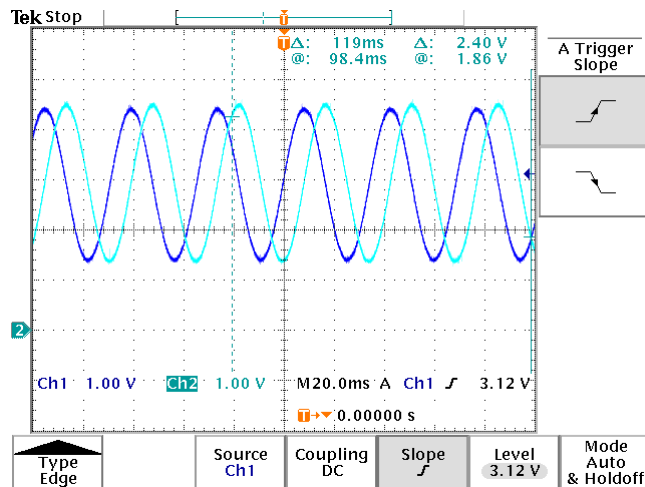 Tek Stop
T
T
Δ: 119ms Δ: 2.40 V
@: 98.4ms @: 1.86 V
A Trigger
Slope
2
Ch1 1.00 V Ch2 1.00 V M20.0ms A Ch1 3.12 V
T 0.00000 s
Type
Edge
Source
Ch1
Coupling
DC
Slope
Level
3.12 V
Mode
Auto
& Holdoff